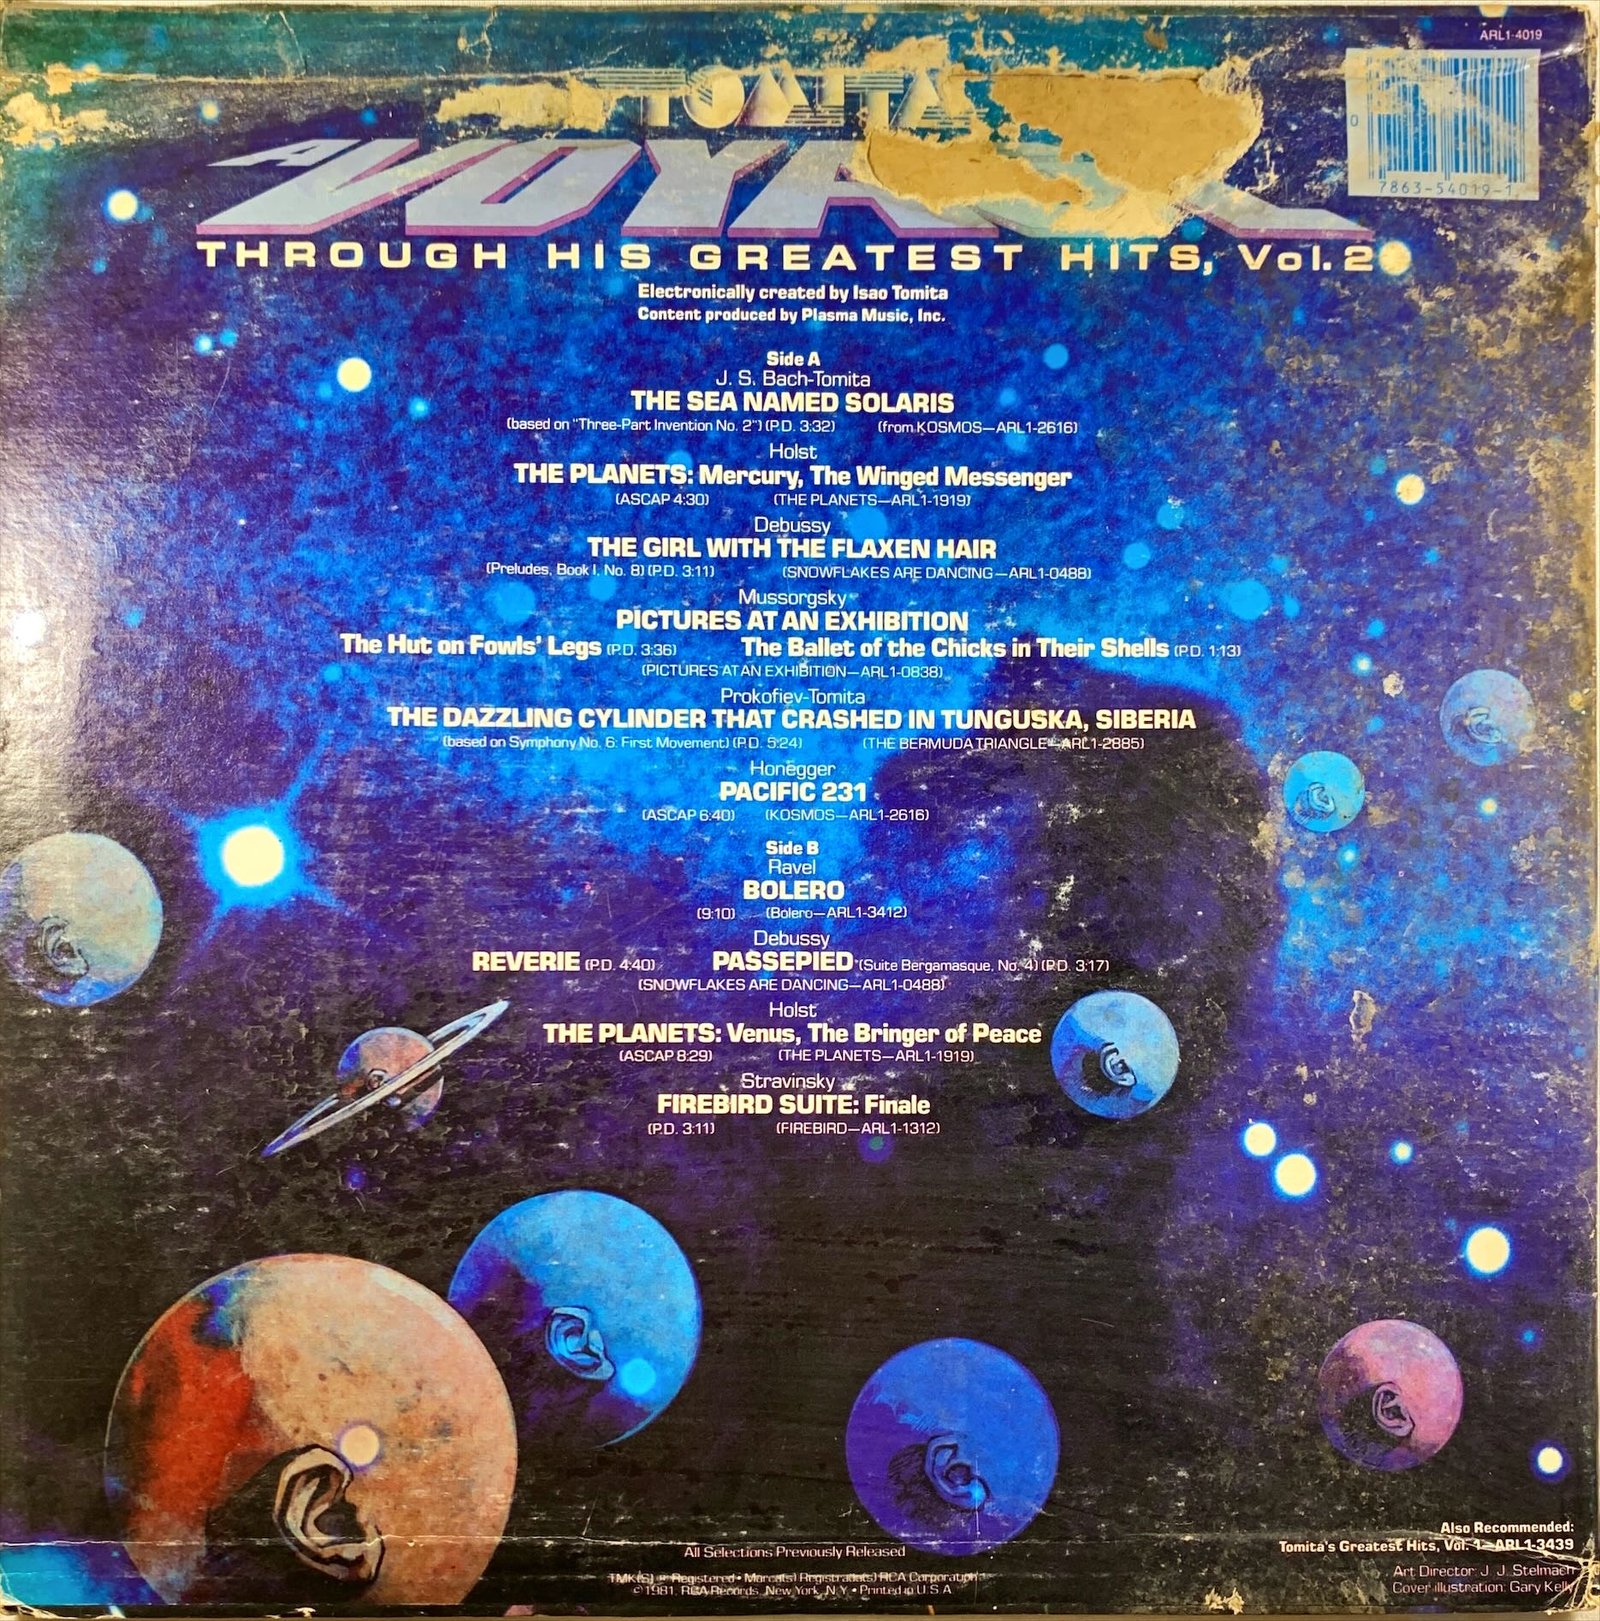 ARL1-4019
TOMITA
A VOYA
THROUGH HIS GREATEST HITS, Vol. 2
0
7863-54019-1
Electronically created by Isao Tomita
Content produced by Plasma Music, Inc.
Side A
J. S. Bach-Tomita
THE SEA NAMED SOLARIS
(based on "Three-Part Invention No. 2") (P.D. 3:32) (from KOSMOS—ARL1-2616)
Holst
THE PLANETS: Mercury, The Winged Messenger
(ASCAP 4:30) (THE PLANETS—ARL1-1919)
Debussy
THE GIRL WITH THE FLAXEN HAIR
(Preludes, Book I, No. 8) (P.D. 3:11) (SNOWFLAKES ARE DANCING—ARL1-0488)
Mussorgsky
PICTURES AT AN EXHIBITION
The Hut on Fowls' Legs (P.D. 3:36) The Ballet of the Chicks in Their Shells (P.D. 1:13)
(PICTURES AT AN EXHIBITION—ARL1-0838)
Prokofiev-Tomita
THE DAZZLING CYLINDER THAT CRASHED IN TUNGUSKA, SIBERIA
(based on Symphony No. 6: First Movement) (P.D. 5:24) (THE BERMUDA TRIANGLE—ARL1-2885)
Honegger
PACIFIC 231
(ASCAP 6:40) (KOSMOS—ARL1-2616)
Side B
Ravel
BOLERO
(9:10) (Bolero—ARL1-3412)
Debussy
REVERIE (P.D. 4:40) PASSEPIED (Suite Bergamasque, No. 4) (P.D. 3:17)
(SNOWFLAKES ARE DANCING—ARL1-0488)
Holst
THE PLANETS: Venus, The Bringer of Peace
(ASCAP 8:29) (THE PLANETS—ARL1-1919)
Stravinsky
FIREBIRD SUITE: Finale
(P.D. 3:11) (FIREBIRD—ARL1-1312)
Also Recommended:
Tomita's Greatest Hits, Vol. 1—ARL1-3439
Art Director: J. J. Stelmach
Cover illustration: Gary Kelly
All Selections Previously Released
TMK(S) ® Registered • Marca(s) Registrada(s) RCA Corporation
©1981, RCA Records, New York, N.Y. • Printed in U.S.A.